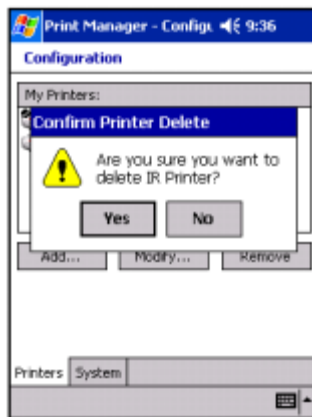 Print Manager - Configu 9:36
Configuration
My Printers:
Confirm Printer Delete
Are you sure you want to
delete IR Printer?
Yes No
Add... Modify... Remove
Printers System